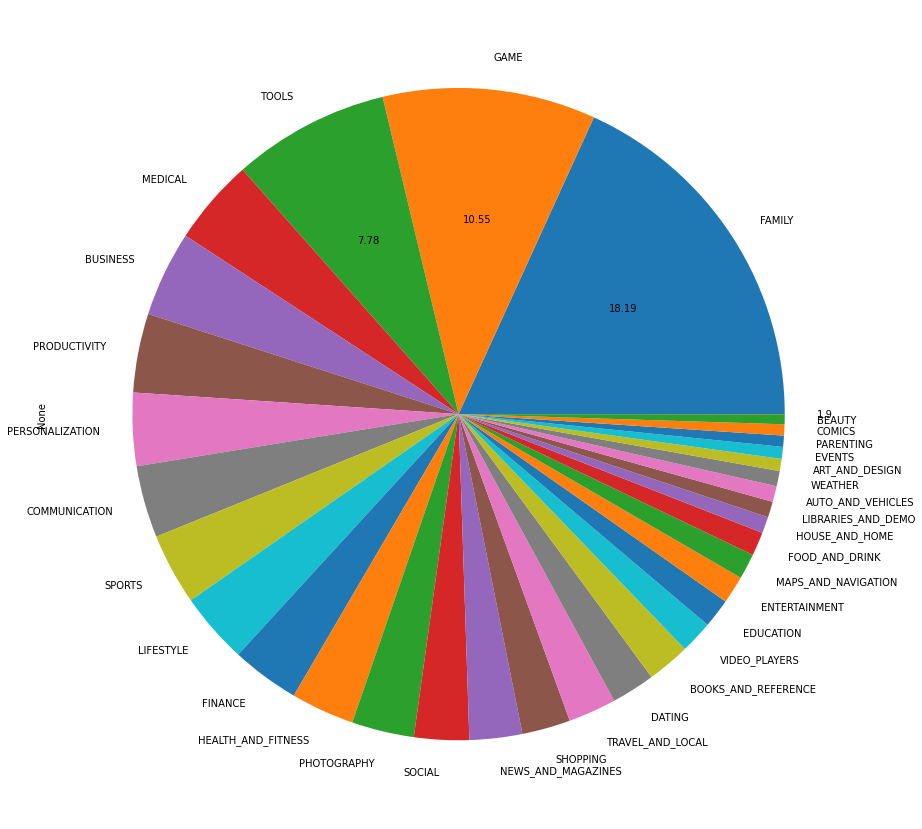 GAME
TOOLS
MEDICAL
FAMILY
10.55
7.78
BUSINESS
18.19
PRODUCTIVITY
None
PERSONALIZATION
1.9
BEAUTY
COMICS
PARENTING
EVENTS
ART_AND_DESIGN
WEATHER
AUTO_AND_VEHICLES
COMMUNICATION
LIBRARIES_AND_DEMO
HOUSE_AND_HOME
FOOD_AND_DRINK
SPORTS
MAPS_AND_NAVIGATION
ENTERTAINMENT
EDUCATION
LIFESTYLE
VIDEO_PLAYERS
BOOKS_AND_REFERENCE
FINANCE
DATING
HEALTH_AND_FITNESS
TRAVEL_AND_LOCAL
SHOPPING
PHOTOGRAPHY
SOCIAL
NEWS_AND_MAGAZINES